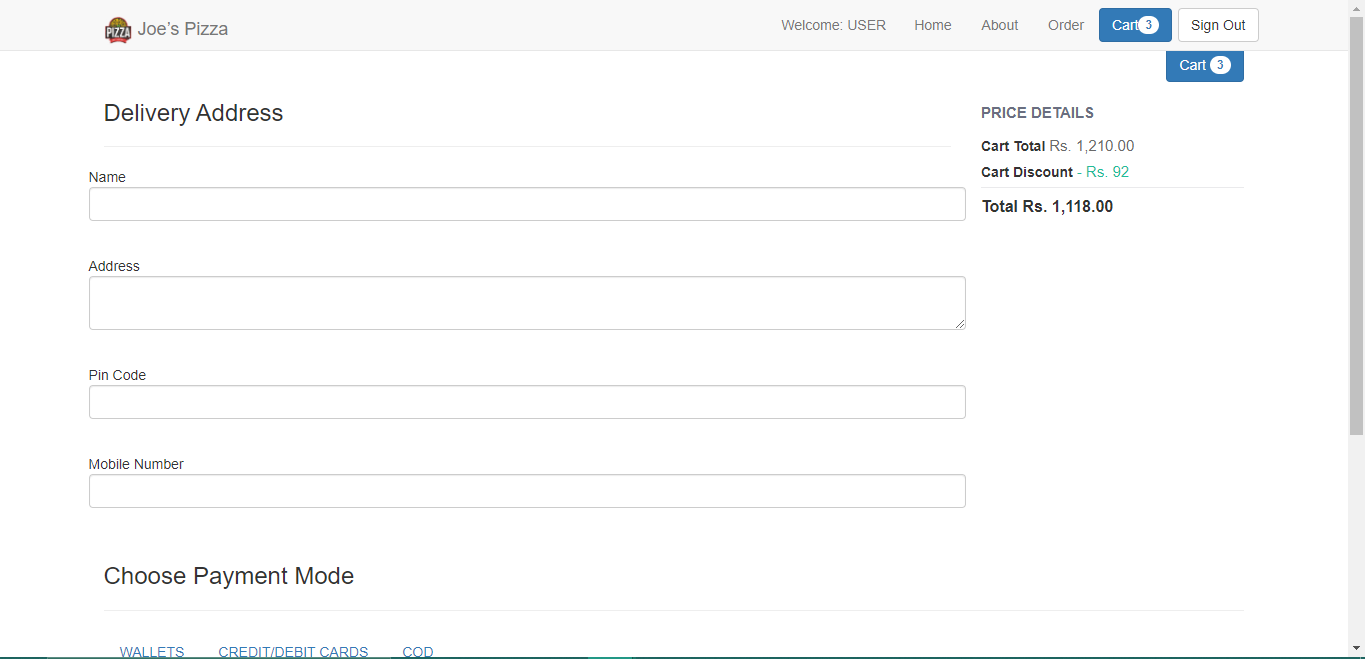 PIZZA Joe's Pizza Welcome: USER Home About Order Cart 3 Sign Out
Cart 3
Delivery Address
Name
Address
Pin Code
Mobile Number
PRICE DETAILS
Cart Total Rs. 1,210.00
Cart Discount - Rs. 92
Total Rs. 1,118.00
Choose Payment Mode
WALLETS CREDIT/DEBIT CARDS COD